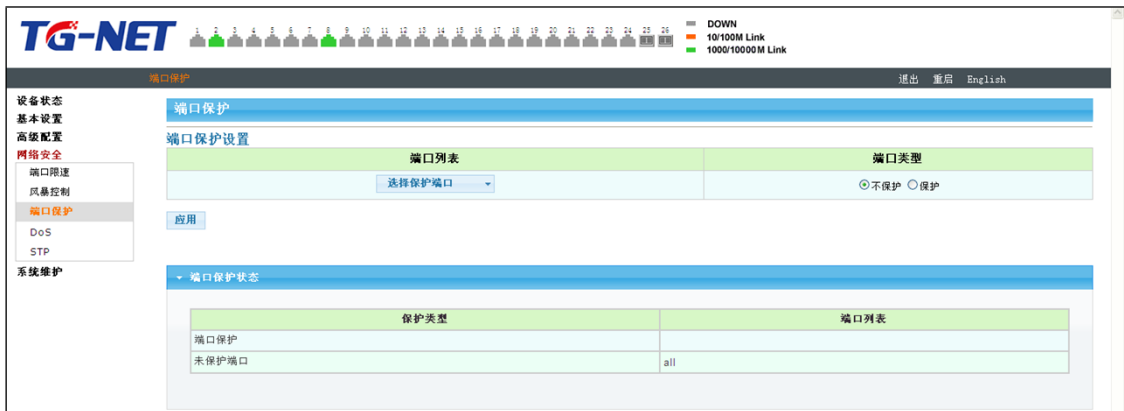 TG-NET
1 2 3 4 5 6 7 8 9 10 11 12 13 14 15 16 17 18 19 20 21 22 23 24 25 26
DOWN
10/100M Link
1000/10000M Link
端口保护
退出 重启 English
设备状态
基本设置
高级配置
网络安全
端口限速
风暴控制
端口保护
DoS
STP
系统维护
端口保护
端口保护设置
端口列表 端口类型
选择保护端口 不保护 保护
应用
端口保护状态
保护类型 端口列表
端口保护
未保护端口 all